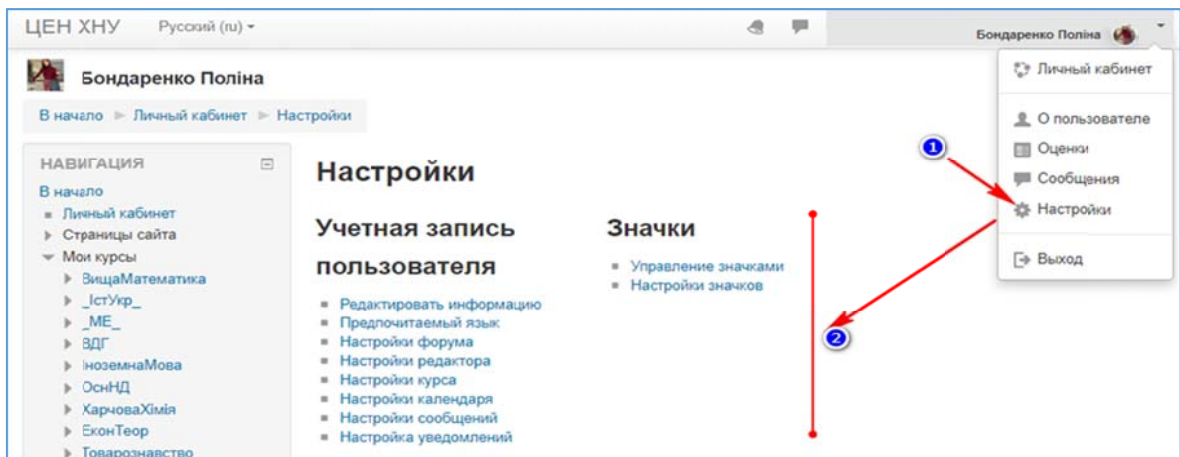 ЦЕН ХНУ
Русский (ru)
Бондаренко Поліна
Бондаренко Поліна
В начало
Личный кабинет
Настройки
НАВИГАЦИЯ
В начало
Личный кабинет
Страницы сайта
Мои курсы
ВищаМатематика
_ІстУкр_
_МЕ_
ВДГ
ІноземнаМова
ОснНД
ХарчоваХімія
ЕконТеор
Товарознавство
Настройки
Учетная запись
пользователя
Редактировать информацию
Предпочитаемый язык
Настройки форума
Настройки редактора
Настройки курса
Настройки календаря
Настройки сообщений
Настройка уведомлений
Значки
Управление значками
Настройки значков
1
2
Личный кабинет
О пользователе
Оценки
Сообщения
Настройки
Выход